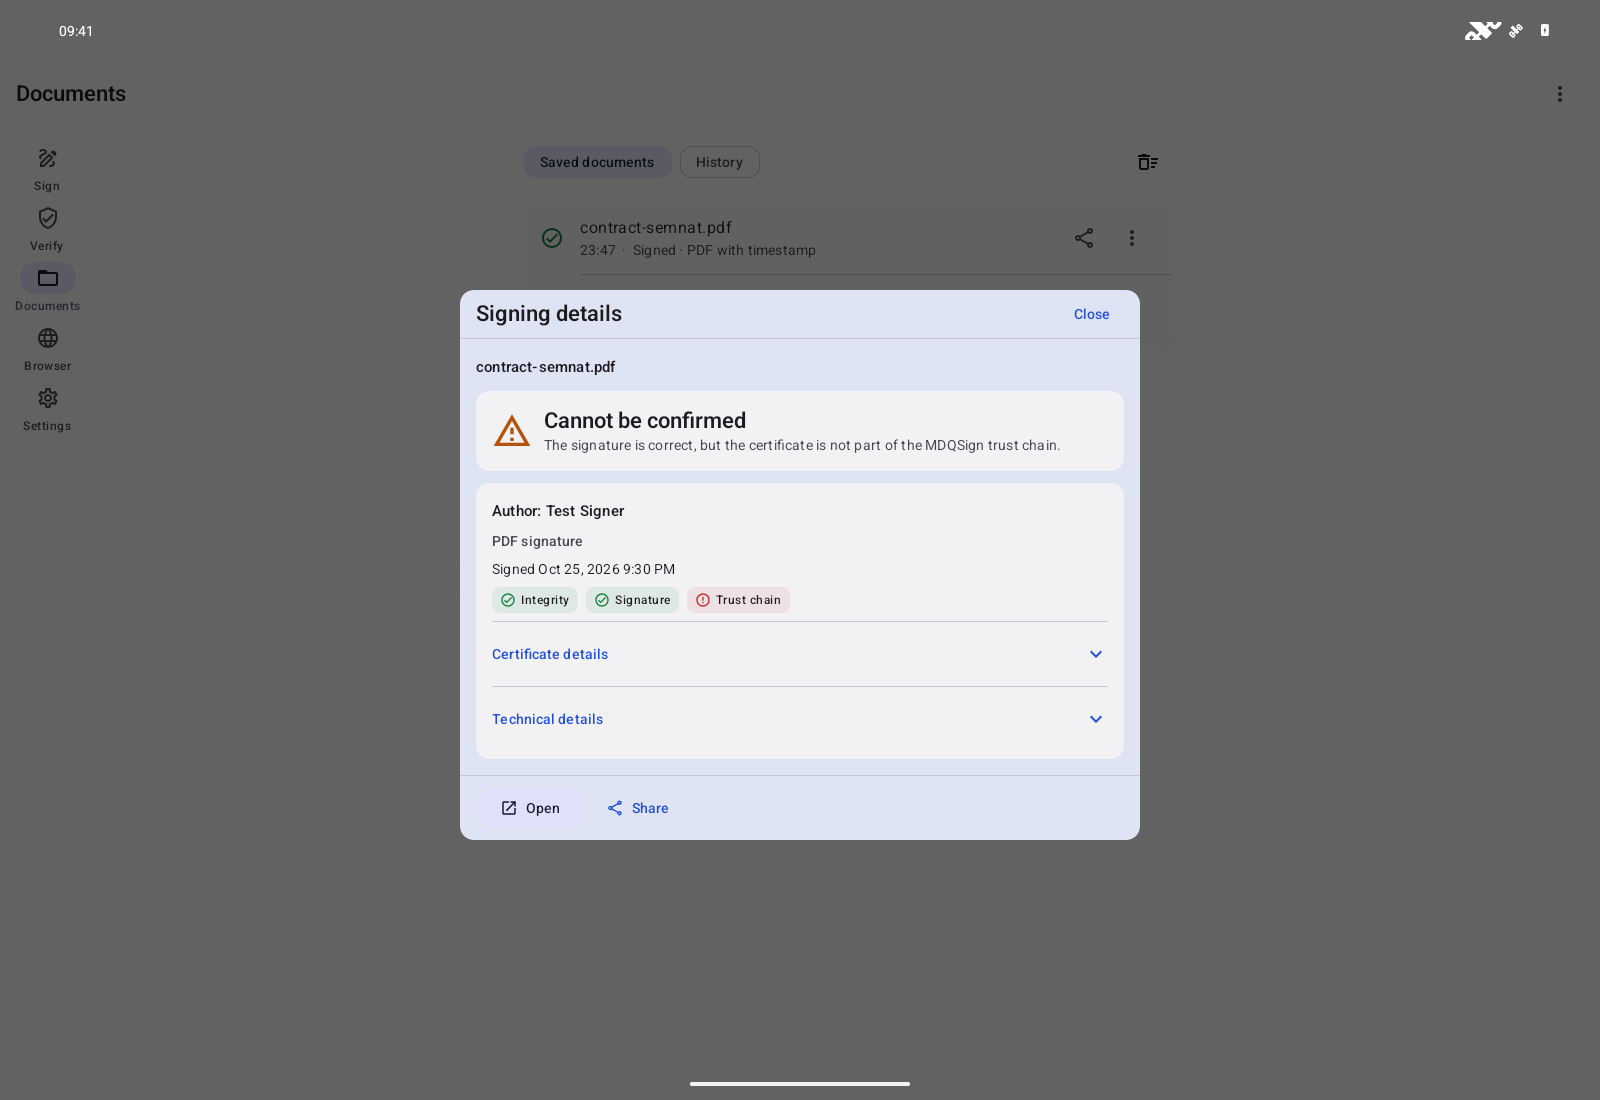 09:41
Documents
Sign
Verify
Documents
Browser
Settings
Saved documents
History
contract-semnat.pdf
23:47 · Signed · PDF with timestamp
Signing details
Close
contract-semnat.pdf
Cannot be confirmed
The signature is correct, but the certificate is not part of the MDQSign trust chain.
Author: Test Signer
PDF signature
Signed Oct 25, 2026 9:30 PM
Integrity
Signature
Trust chain
Certificate details
Technical details
Open
Share